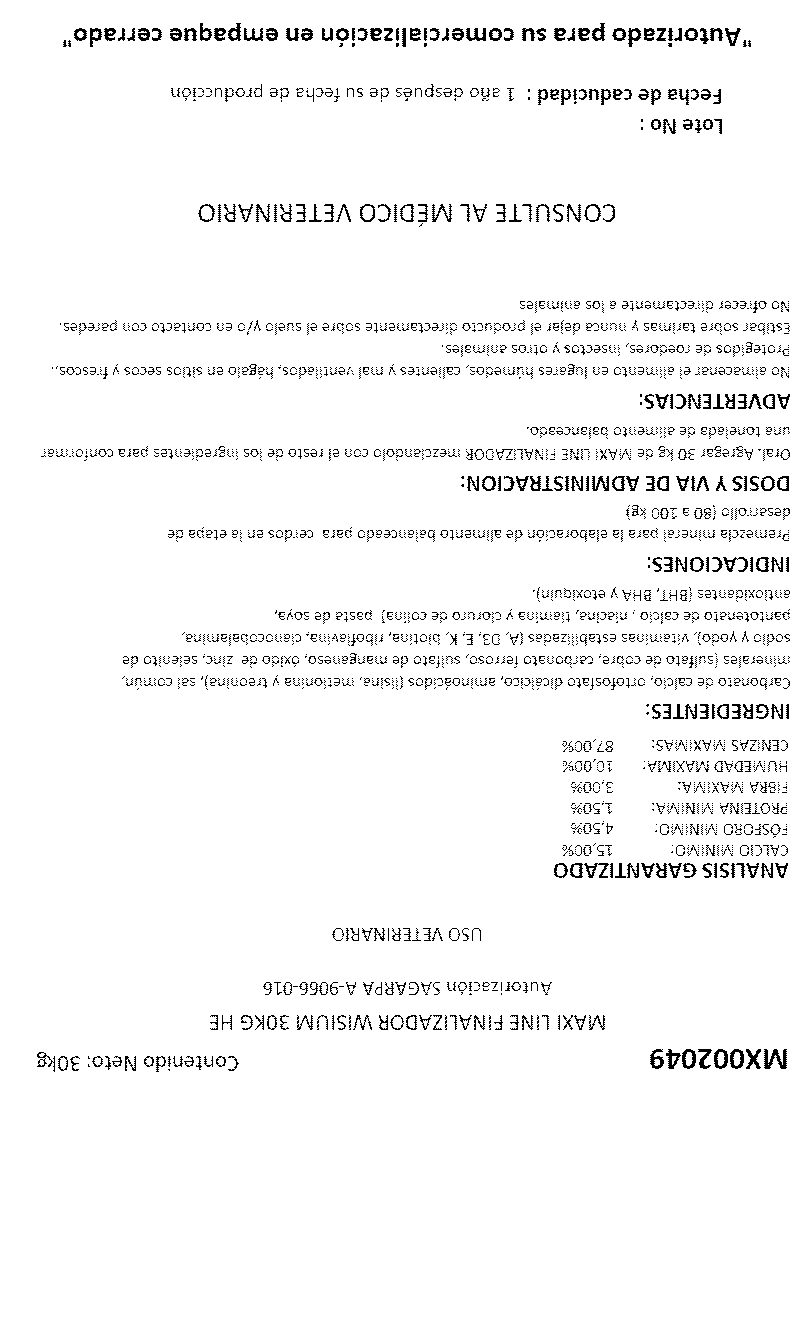 MX002049 Contenido Neto: 30kg
MAXI LINE FINALIZADOR WISIUM 30KG HE
Autorización SAGARPA A-9066-016
USO VETERINARIO
ANALISIS GARANTIZADO
CALCIO MINIMO: 15,00%
FÓSFORO MINIMO: 4,50%
PROTEINA MINIMA: 1,50%
FIBRA MAXIMA: 3,00%
HUMEDAD MAXIMA: 10,00%
CENIZAS MAXIMAS: 87,00%
INGREDIENTES:
Carbonato de calcio, ortofosfato dicálcico, aminoácidos (lisina, metionina y treonina), sal común,
minerales (sulfato de cobre, carbonato ferroso, sulfato de manganeso, óxido de zinc, selenito de
sodio y yodo), vitaminas estabilizadas (A, D3, E, K, biotina, riboflavina, cianocobalamina,
pantotenato de calcio , niacina, tiamina y cloruro de colina) pasta de soya,
antioxidantes (BHT, BHA y etoxiquin).
INDICACIONES:
Premezcla mineral para la elaboración de alimento balanceado para cerdos en la etapa de
desarrollo (80 a 100 kg)
DOSIS Y VIA DE ADMINISTRACION:
Oral. Agregar 30 kg de MAXI LINE FINALIZADOR mezclandolo con el resto de los ingredientes para conformar
una tonelada de alimento balanceado.
ADVERTENCIAS:
No almacenar el alimento en lugares húmedos, calientes y mal ventilados, hágalo en sitios secos y frescos,.
Protegidos de roedores, insectos y otros animales.
Estibar sobre tarimas y nunca dejar el producto directamente sobre el suelo y/o en contacto con paredes.
No ofrecer directamente a los animales
CONSULTE AL MÉDICO VETERINARIO
Lote No :
Fecha de caducidad : 1 año después de su fecha de producción
"Autorizado para su comercialización en empaque cerrado"